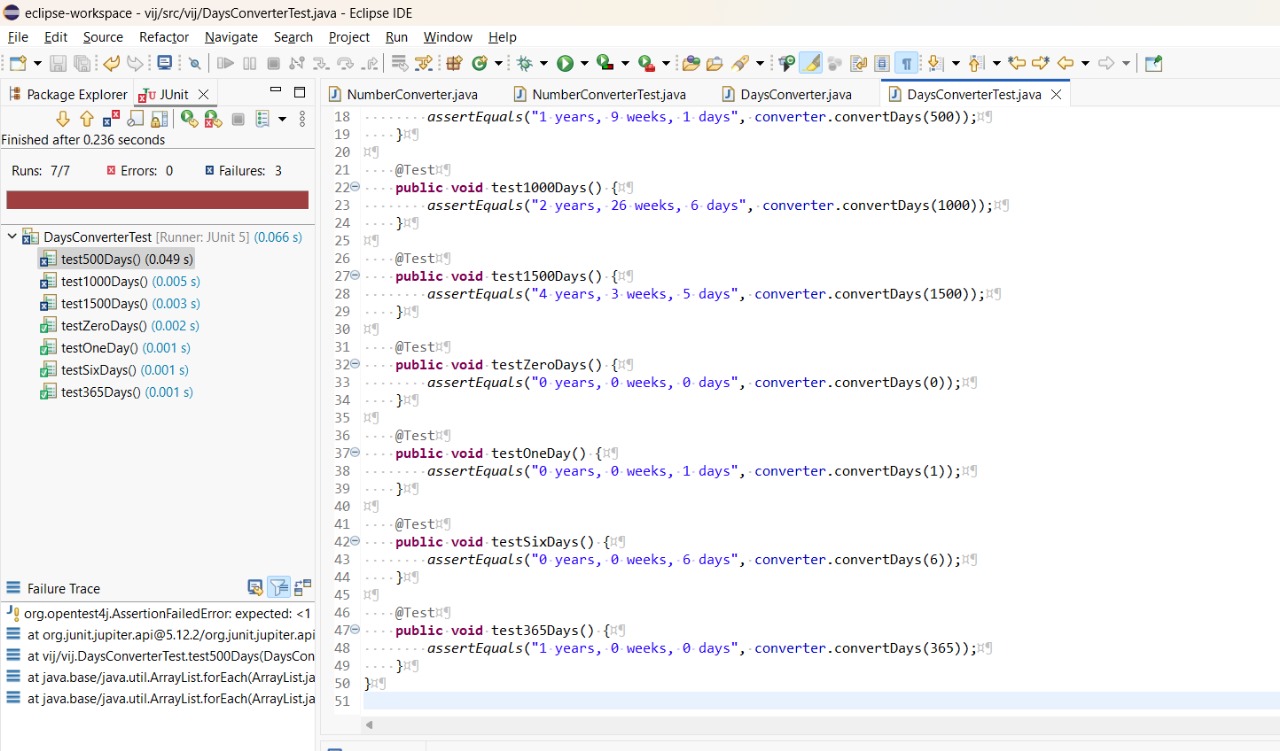 eclipse-workspace - vij/src/vij/DaysConverterTest.java - Eclipse IDE
File Edit Source Refactor Navigate Search Project Run Window Help
Package Explorer JUnit
Finished after 0.236 seconds
Runs: 7/7 Errors: 0 Failures: 3
DaysConverterTest [Runner: JUnit 5] (0.066 s)
test500Days() (0.049 s)
test1000Days() (0.005 s)
test1500Days() (0.003 s)
testZeroDays() (0.002 s)
testOneDay() (0.001 s)
testSixDays() (0.001 s)
test365Days() (0.001 s)
Failure Trace
org.opentest4j.AssertionFailedError: expected: <1
at org.junit.jupiter.api@5.12.2/org.junit.jupiter.api
at vij/vij.DaysConverterTest.test500Days(DaysCon
at java.base/java.util.ArrayList.forEach(ArrayList.ja
at java.base/java.util.ArrayList.forEach(ArrayList.ja
NumberConverter.java NumberConverterTest.java DaysConverter.java DaysConverterTest.java
18 ········assertEquals("1·years,·9·weeks,·1·days",·converter.convertDays(500));¤¶
19 ····}¤¶
20 ¤¶
21 ····@Test¤¶
22 ····public·void·test1000Days()·{¤¶
23 ········assertEquals("2·years,·26·weeks,·6·days",·converter.convertDays(1000));¤¶
24 ····}¤¶
25 ¤¶
26 ····@Test¤¶
27 ····public·void·test1500Days()·{¤¶
28 ········assertEquals("4·years,·3·weeks,·5·days",·converter.convertDays(1500));¤¶
29 ····}¤¶
30 ¤¶
31 ····@Test¤¶
32 ····public·void·testZeroDays()·{¤¶
33 ········assertEquals("0·years,·0·weeks,·0·days",·converter.convertDays(0));¤¶
34 ····}¤¶
35 ¤¶
36 ····@Test¤¶
37 ····public·void·testOneDay()·{¤¶
38 ········assertEquals("0·years,·0·weeks,·1·days",·converter.convertDays(1));¤¶
39 ····}¤¶
40 ¤¶
41 ····@Test¤¶
42 ····public·void·testSixDays()·{¤¶
43 ········assertEquals("0·years,·0·weeks,·6·days",·converter.convertDays(6));¤¶
44 ····}¤¶
45 ¤¶
46 ····@Test¤¶
47 ····public·void·test365Days()·{¤¶
48 ········assertEquals("1·years,·0·weeks,·0·days",·converter.convertDays(365));¤¶
49 ····}¤¶
50 }¤¶
51